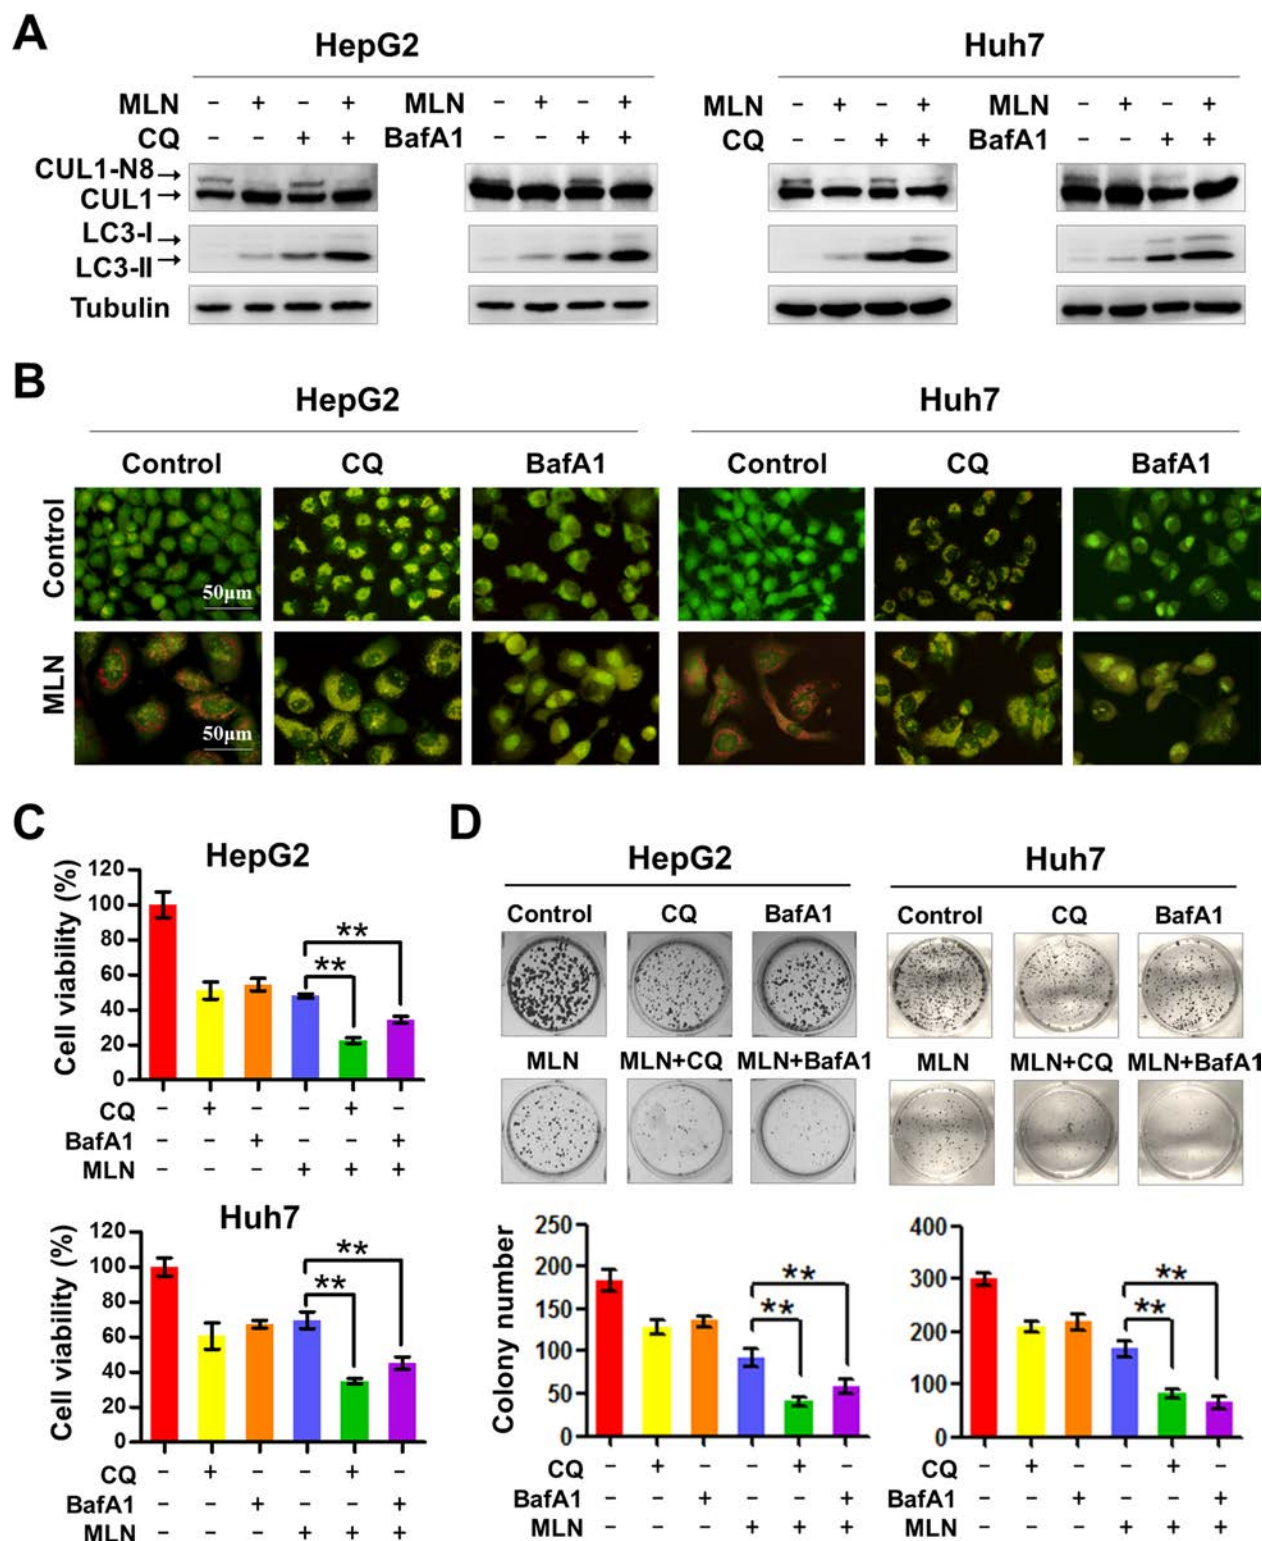 A
HepG2 Huh7
MLN – + – + MLN – + – + MLN – + – + MLN – + – +
CQ – – + + BafA1 – – + + CQ – – + + BafA1 – – + +
CUL1-N8 →
CUL1 →
LC3-I →
LC3-II →
Tubulin
B
HepG2 Huh7
Control CQ BafA1 Control CQ BafA1
Control
50μm
MLN
50μm
C
HepG2
Cell viability (%)
120
100
80
60
40
20
0
**
**
CQ – + – – + –
BafA1 – – + – – +
MLN – – – + + +
Huh7
Cell viability (%)
120
100
80
60
40
20
0
**
**
CQ – + – – + –
BafA1 – – + – – +
MLN – – – + + +
D
HepG2 Huh7
Control CQ BafA1 Control CQ BafA1
MLN MLN+CQ MLN+BafA1 MLN MLN+CQ MLN+BafA1
Colony number
250
200
150
100
50
0
**
**
CQ – + – – + –
BafA1 – – + – – +
MLN – – – + + +
400
300
200
100
0
**
**
CQ – + – – + –
BafA1 – – + – – +
MLN – – – + + +